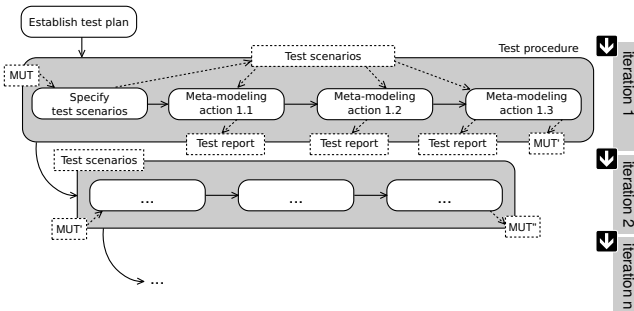 Establish test plan
Test procedure
Test scenarios
MUT
Specify
test scenarios
Meta-modeling
action 1.1
Meta-modeling
action 1.2
Meta-modeling
action 1.3
Test report
Test report
Test report
MUT'
Test scenarios
...
...
...
MUT'
MUT''
...
iteration 1
iteration 2
iteration n